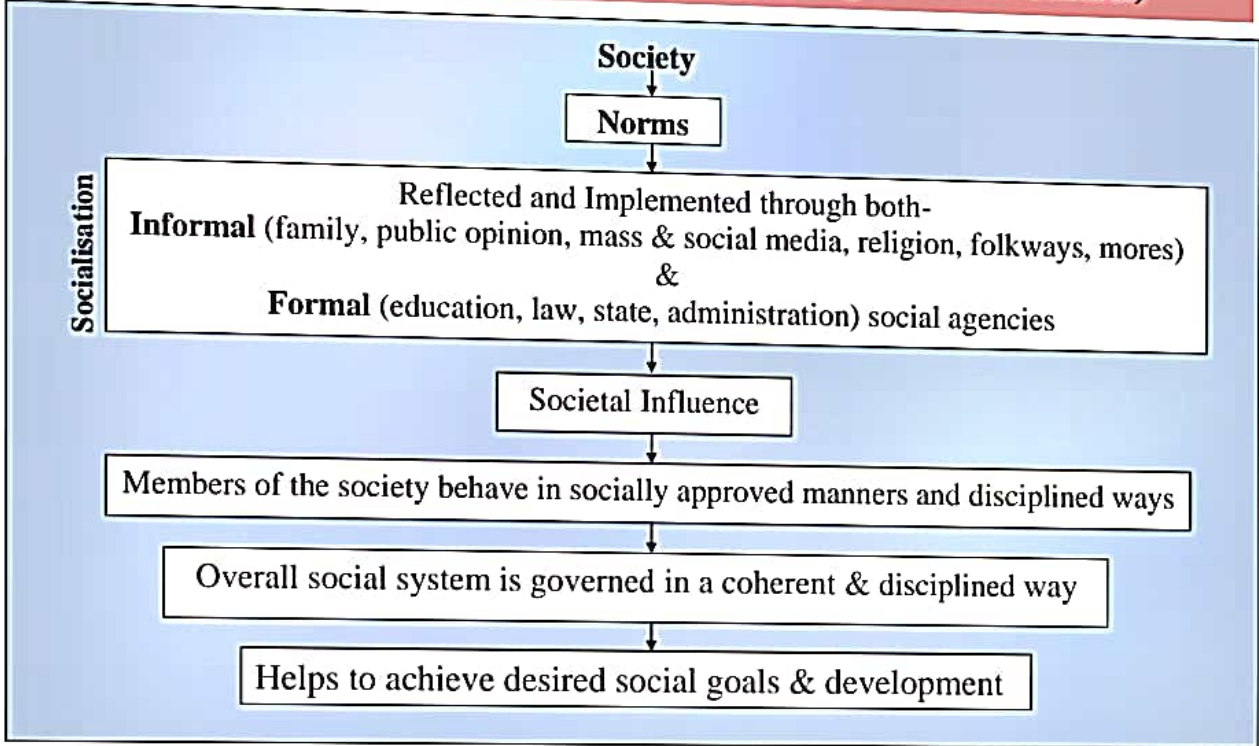 Society
Norms
Socialisation
Reflected and Implemented through both-
Informal (family, public opinion, mass & social media, religion, folkways, mores)
&
Formal (education, law, state, administration) social agencies
Societal Influence
Members of the society behave in socially approved manners and disciplined ways
Overall social system is governed in a coherent & disciplined way
Helps to achieve desired social goals & development